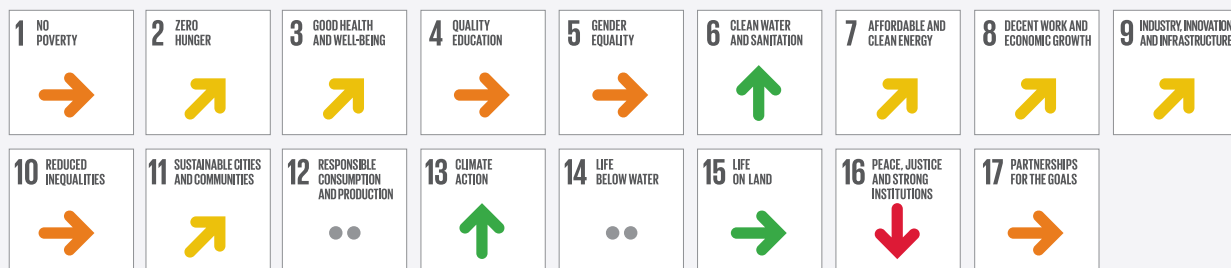 1 NO
POVERTY
2 ZERO
HUNGER
3 GOOD HEALTH
AND WELL-BEING
4 QUALITY
EDUCATION
5 GENDER
EQUALITY
6 CLEAN WATER
AND SANITATION
7 AFFORDABLE AND
CLEAN ENERGY
8 DECENT WORK AND
ECONOMIC GROWTH
9 INDUSTRY, INNOVATION
AND INFRASTRUCTURE
10 REDUCED
INEQUALITIES
11 SUSTAINABLE CITIES
AND COMMUNITIES
12 RESPONSIBLE
CONSUMPTION
AND PRODUCTION
13 CLIMATE
ACTION
14 LIFE
BELOW WATER
15 LIFE
ON LAND
16 PEACE, JUSTICE
AND STRONG
INSTITUTIONS
17 PARTNERSHIPS
FOR THE GOALS